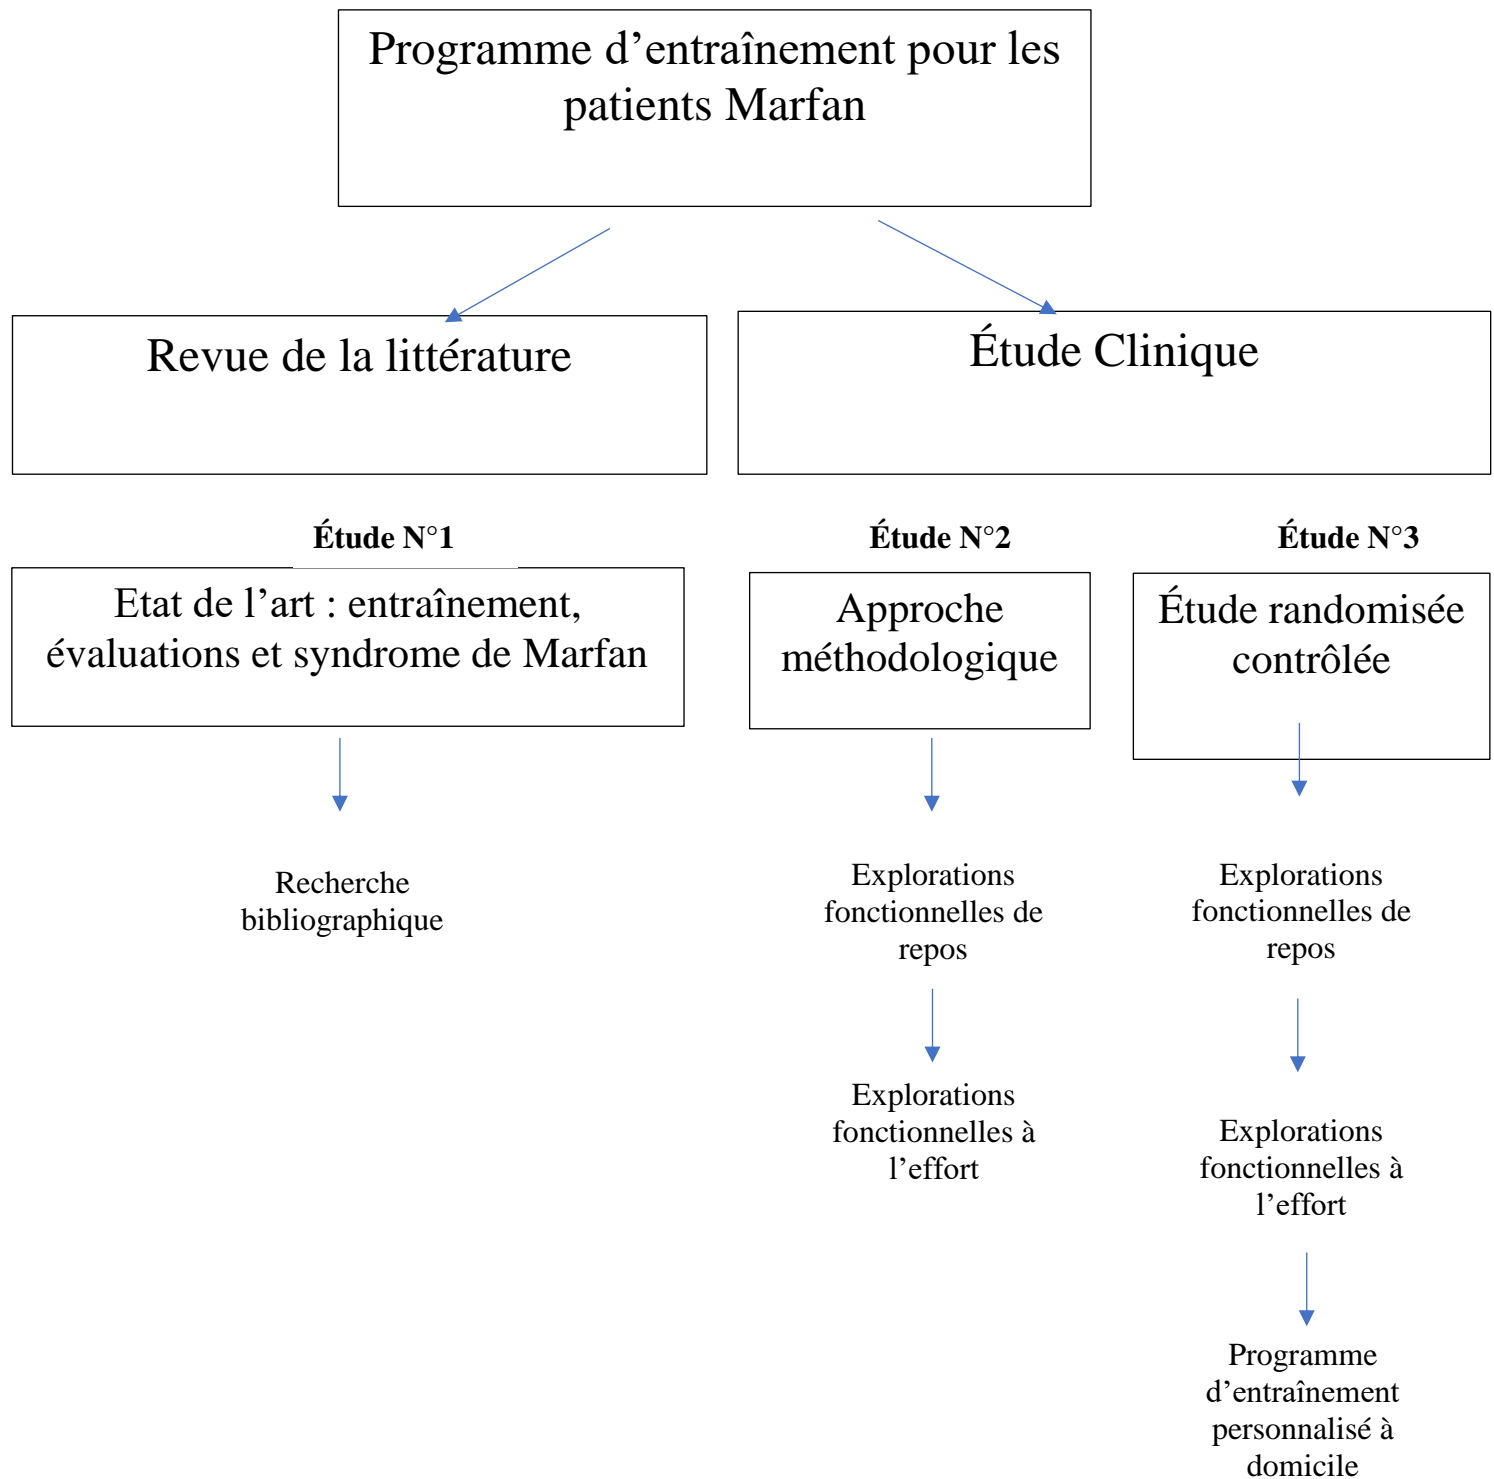 Programme d’entraînement pour les
patients Marfan
Revue de la littérature
Étude Clinique
Étude N°1
Étude N°2
Étude N°3
Etat de l’art : entraînement,
évaluations et syndrome de Marfan
Approche
méthodologique
Étude randomisée
contrôlée
Recherche
bibliographique
Explorations
fonctionnelles de
repos
Explorations
fonctionnelles à
l’effort
Explorations
fonctionnelles de
repos
Explorations
fonctionnelles à
l’effort
Programme
d’entraînement
personnalisé à
domicile